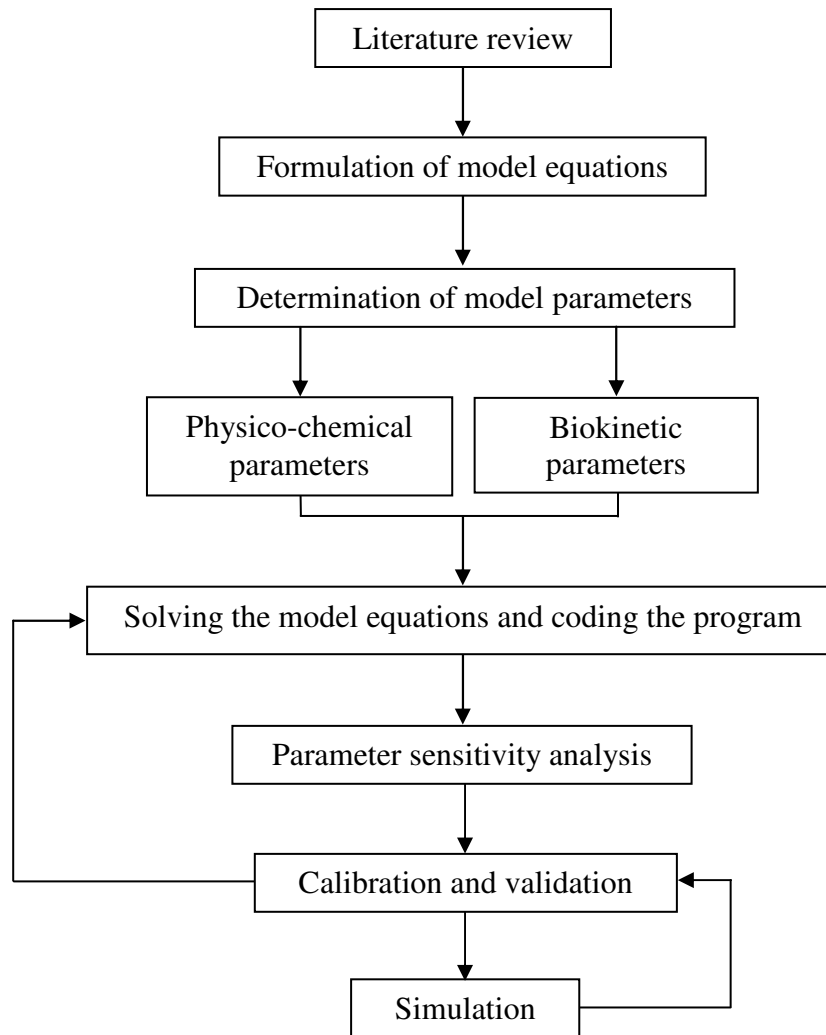 Literature review
Formulation of model equations
Determination of model parameters
Physico-chemical
parameters
Biokinetic
parameters
Solving the model equations and coding the program
Parameter sensitivity analysis
Calibration and validation
Simulation